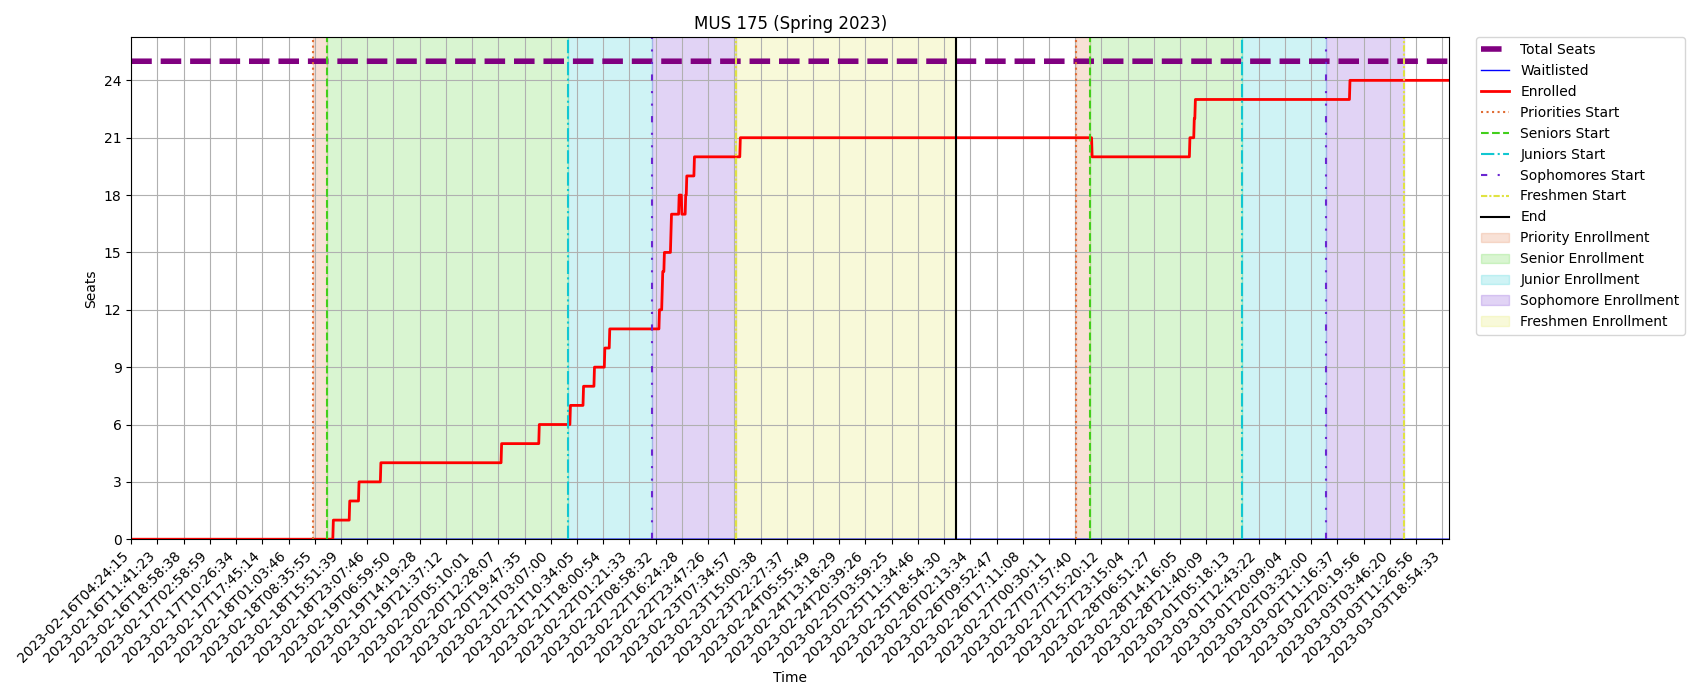 MUS 175 (Spring 2023)
Seats
24
21
18
15
12
9
6
3
0
2023-02-16T04:24:15
2023-02-16T11:41:23
2023-02-16T18:58:38
2023-02-17T02:58:59
2023-02-17T10:26:34
2023-02-17T17:45:14
2023-02-18T01:03:46
2023-02-18T08:35:55
2023-02-18T15:51:39
2023-02-18T23:07:46
2023-02-19T06:59:50
2023-02-19T14:19:28
2023-02-19T21:37:12
2023-02-20T05:10:01
2023-02-20T12:28:07
2023-02-20T19:47:35
2023-02-21T03:07:00
2023-02-21T10:34:05
2023-02-21T18:00:54
2023-02-22T01:21:33
2023-02-22T08:58:32
2023-02-22T16:24:28
2023-02-22T23:47:26
2023-02-23T07:34:57
2023-02-23T15:00:38
2023-02-23T22:27:37
2023-02-24T05:55:49
2023-02-24T13:18:29
2023-02-24T20:39:26
2023-02-25T03:59:25
2023-02-25T11:34:46
2023-02-25T18:54:30
2023-02-26T02:13:34
2023-02-26T09:52:47
2023-02-26T17:11:08
2023-02-27T00:30:11
2023-02-27T07:57:40
2023-02-27T15:20:12
2023-02-27T23:15:04
2023-02-28T06:51:27
2023-02-28T14:16:05
2023-02-28T21:40:09
2023-03-01T05:18:13
2023-03-01T12:43:22
2023-03-01T20:09:04
2023-03-02T03:32:00
2023-03-02T11:16:37
2023-03-02T20:19:56
2023-03-03T03:46:20
2023-03-03T11:26:56
2023-03-03T18:54:33
Time
Total Seats
Waitlisted
Enrolled
Priorities Start
Seniors Start
Juniors Start
Sophomores Start
Freshmen Start
End
Priority Enrollment
Senior Enrollment
Junior Enrollment
Sophomore Enrollment
Freshmen Enrollment